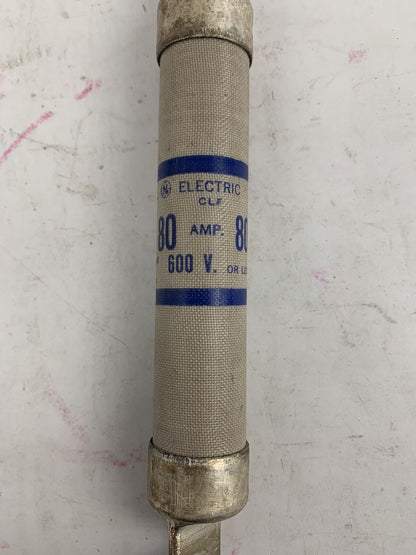 ELECTRIC
CLF
80 AMP. 80
600 V. OR LE